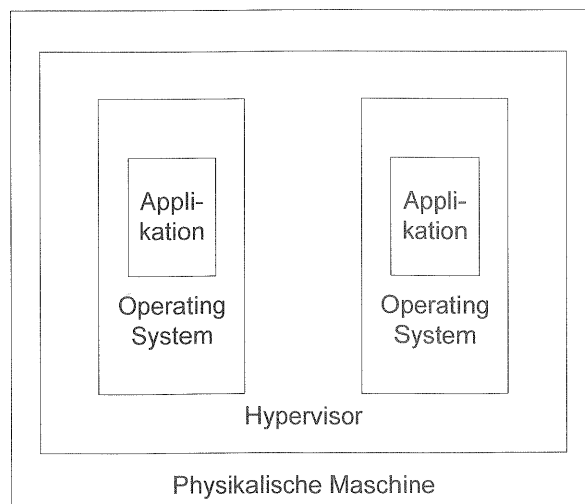 Appli-
kation
Operating
System
Appli-
kation
Operating
System
Hypervisor
Physikalische Maschine